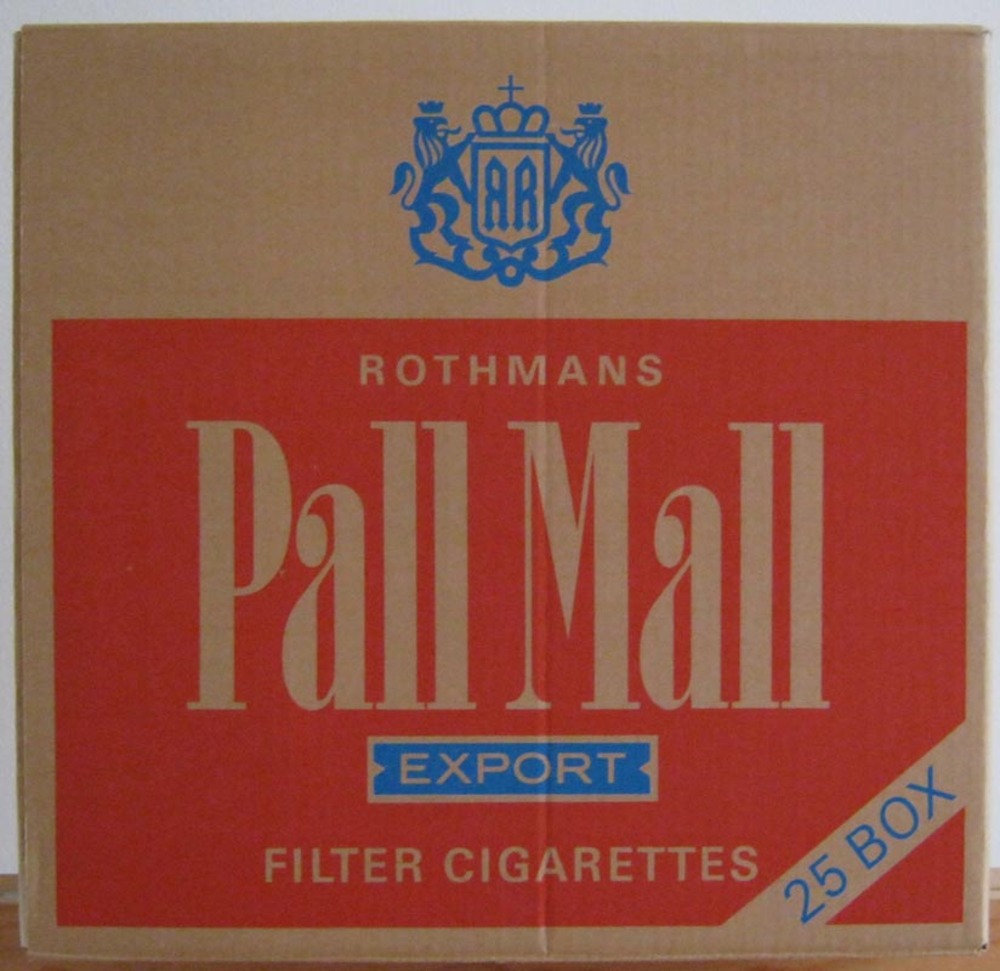 RR
ROTHMANS
Pall Mall
EXPORT
FILTER CIGARETTES
25 BOX